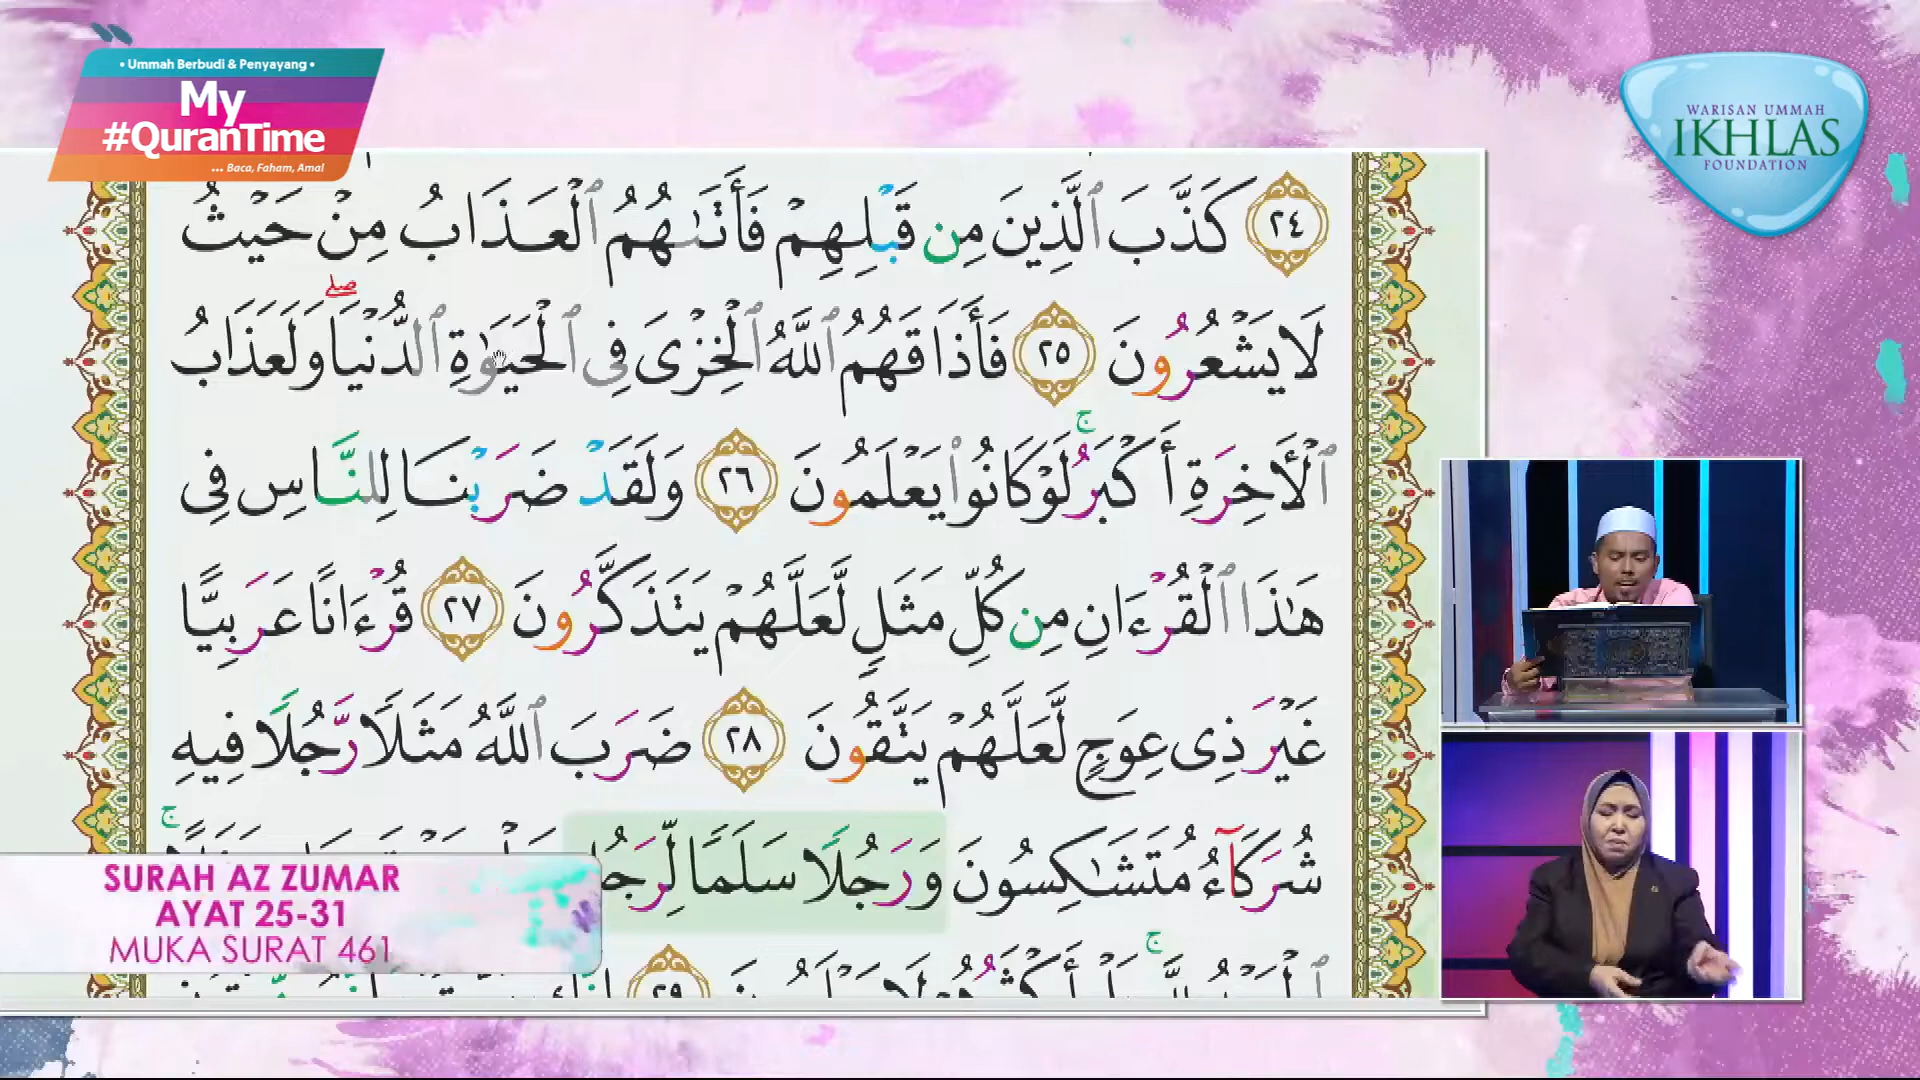 • Ummah Berbudi & Penyayang •
My
#QuranTime
... Baca, Faham, Amal
WARISAN UMMAH
IKHLAS
FOUNDATION
٢٤ كَذَّبَ ٱلَّذِينَ مِن قَبْلِهِمْ فَأَتَىٰهُمُ ٱلْعَذَابُ مِنْ حَيْثُ
لَا يَشْعُرُونَ ٢٥ فَأَذَاقَهُمُ ٱللَّهُ ٱلْخِزْىَ فِى ٱلْحَيَوٰةِ ٱلدُّنْيَا ۖ وَلَعَذَابُ
ٱلْأَخِرَةِ أَكْبَرُ ۚ لَوْ كَانُوا۟ يَعْلَمُونَ ٢٦ وَلَقَدْ ضَرَبْنَا لِلنَّاسِ فِى
هَٰذَا ٱلْقُرْءَانِ مِن كُلِّ مَثَلٍ لَّعَلَّهُمْ يَتَذَكَّرُونَ ٢٧ قُرْءَانًا عَرَبِيًّا
غَيْرَ ذِى عِوَجٍ لَّعَلَّهُمْ يَتَّقُونَ ٢٨ ضَرَبَ ٱللَّهُ مَثَلًا رَّجُلًا فِيهِ
شُرَكَآءُ مُتَشَٰكِسُونَ وَرَجُلًا سَلَمًا
٢٩
SURAH AZ ZUMAR
AYAT 25-31
MUKA SURAT 461